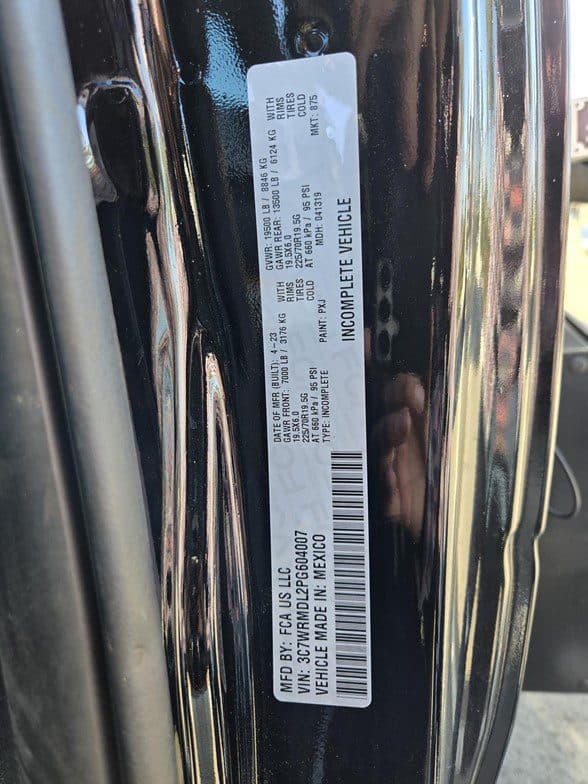 MFD BY: FCA US LLC
VIN: 3C7WRMDL2PG604007
VEHICLE MADE IN: MEXICO
DATE OF MFR (BUILT): 4-23
GAWR FRONT: 7000 LB / 3176 KG WITH
19.5X6.0 RIMS
225/70R19.5G TIRES
AT 660 kPa / 95 PSI COLD
TYPE: INCOMPLETE PAINT: PXJ
GVWR: 19500 LB / 8846 KG
GAWR REAR: 13500 LB / 6124 KG WITH
19.5X6.0 RIMS
225/70R19.5G TIRES
AT 660 kPa / 95 PSI COLD
MDH: 041319 MKT: 875
INCOMPLETE VEHICLE